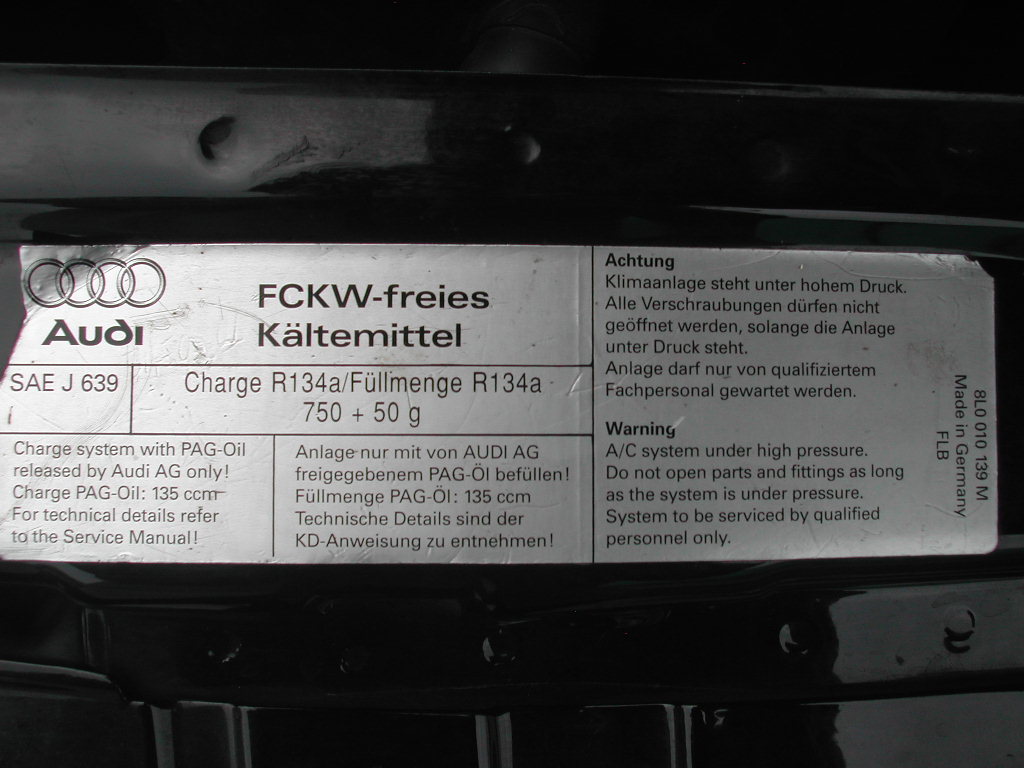 Audi
FCKW-freies
Kältemittel
SAE J 639
Charge R134a/Füllmenge R134a
750 + 50 g
Charge system with PAG-Oil
released by Audi AG only!
Charge PAG-Oil: 135 ccm
For technical details refer
to the Service Manual!
Anlage nur mit von AUDI AG
freigegebenem PAG-Öl befüllen!
Füllmenge PAG-Öl: 135 ccm
Technische Details sind der
KD-Anweisung zu entnehmen!
Achtung
Klimaanlage steht unter hohem Druck.
Alle Verschraubungen dürfen nicht
geöffnet werden, solange die Anlage
unter Druck steht.
Anlage darf nur von qualifiziertem
Fachpersonal gewartet werden.
Warning
A/C system under high pressure.
Do not open parts and fittings as long
as the system is under pressure.
System to be serviced by qualified
personnel only.
8L0 010 139 M
Made in Germany
FLB